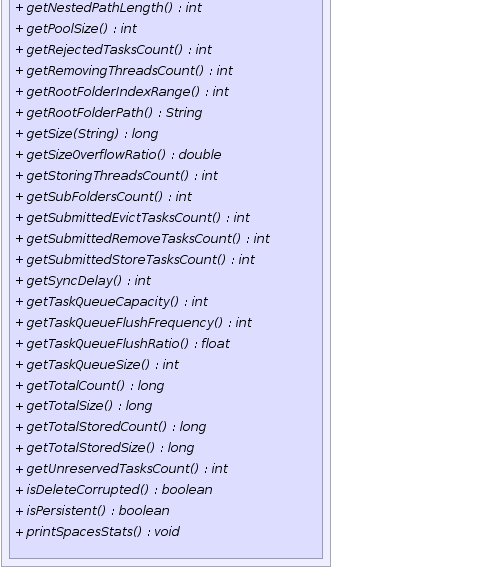 + getNestedPathLength() : int
+ getPoolSize() : int
+ getRejectedTasksCount() : int
+ getRemovingThreadsCount() : int
+ getRootFolderIndexRange() : int
+ getRootFolderPath() : String
+ getSize(String) : long
+ getSizeOverflowRatio() : double
+ getStoringThreadsCount() : int
+ getSubFoldersCount() : int
+ getSubmittedEvictTasksCount() : int
+ getSubmittedRemoveTasksCount() : int
+ getSubmittedStoreTasksCount() : int
+ getSyncDelay() : int
+ getTaskQueueCapacity() : int
+ getTaskQueueFlushFrequency() : int
+ getTaskQueueFlushRatio() : float
+ getTaskQueueSize() : int
+ getTotalCount() : long
+ getTotalSize() : long
+ getTotalStoredCount() : long
+ getTotalStoredSize() : long
+ getUnreservedTasksCount() : int
+ isDeleteCorrupted() : boolean
+ isPersistent() : boolean
+ printSpacesStats() : void